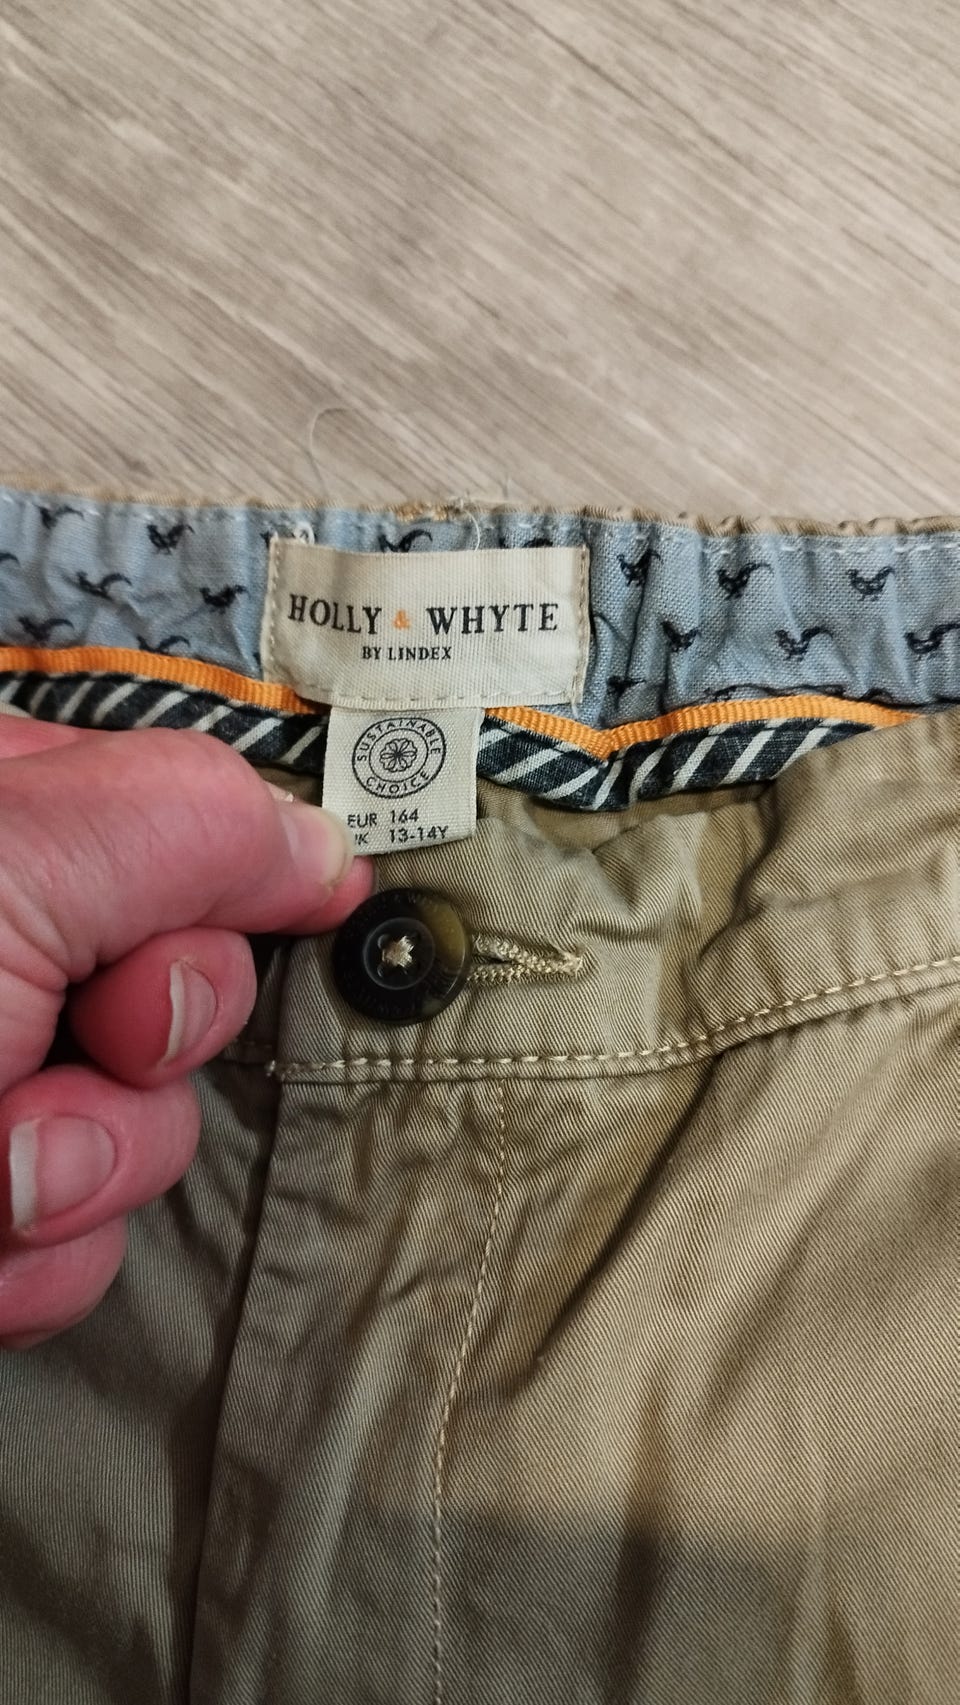 HOLLY & WHYTE
BY LINDEX
SUSTAINABLE
CHOICE
EUR 164
K 13-14Y